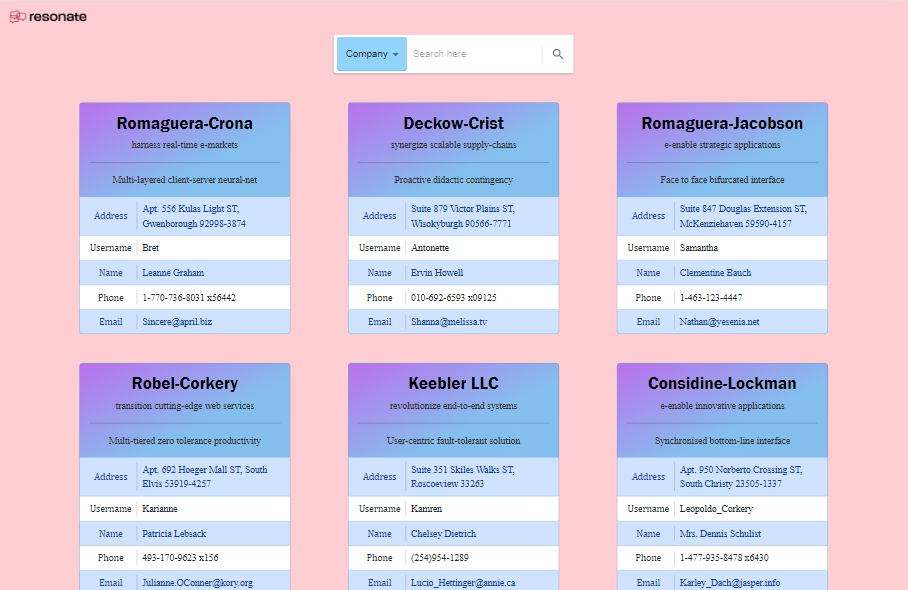 resonate
Company
Search here
Romaguera-Crona
harness real-time e-markets
Multi-layered client-server neural-net
Address
Apt. 556 Kulas Light ST,
Gwenborough 92998-3874
Username
Bret
Name
Leanne Graham
Phone
1-770-736-8031 x56442
Email
Sincere@april.biz
Deckow-Crist
synergize scalable supply-chains
Proactive didactic contingency
Address
Suite 879 Victor Plains ST,
Wisokyburgh 90566-7771
Username
Antonette
Name
Ervin Howell
Phone
010-692-6593 x09125
Email
Shanna@melissa.tv
Romaguera-Jacobson
e-enable strategic applications
Face to face bifurcated interface
Address
Suite 847 Douglas Extension ST,
McKenziehaven 59590-4157
Username
Samantha
Name
Clementine Bauch
Phone
1-463-123-4447
Email
Nathan@yesenia.net
Robel-Corkery
transition cutting-edge web services
Multi-tiered zero tolerance productivity
Address
Apt. 692 Hoeger Mall ST, South
Elvis 53919-4257
Username
Karianne
Name
Patricia Lebsack
Phone
493-170-9623 x156
Email
Julianne.OConner@kory.org
Keebler LLC
revolutionize end-to-end systems
User-centric fault-tolerant solution
Address
Suite 351 Skiles Walks ST,
Roscoeview 33263
Username
Kamren
Name
Chelsey Dietrich
Phone
(254)954-1289
Email
Lucio_Hettinger@annie.ca
Considine-Lockman
e-enable innovative applications
Synchronised bottom-line interface
Address
Apt. 950 Norberto Crossing ST,
South Christy 23505-1337
Username
Leopoldo_Corkery
Name
Mrs. Dennis Schulist
Phone
1-477-935-8478 x6430
Email
Karley_Dach@jasper.info